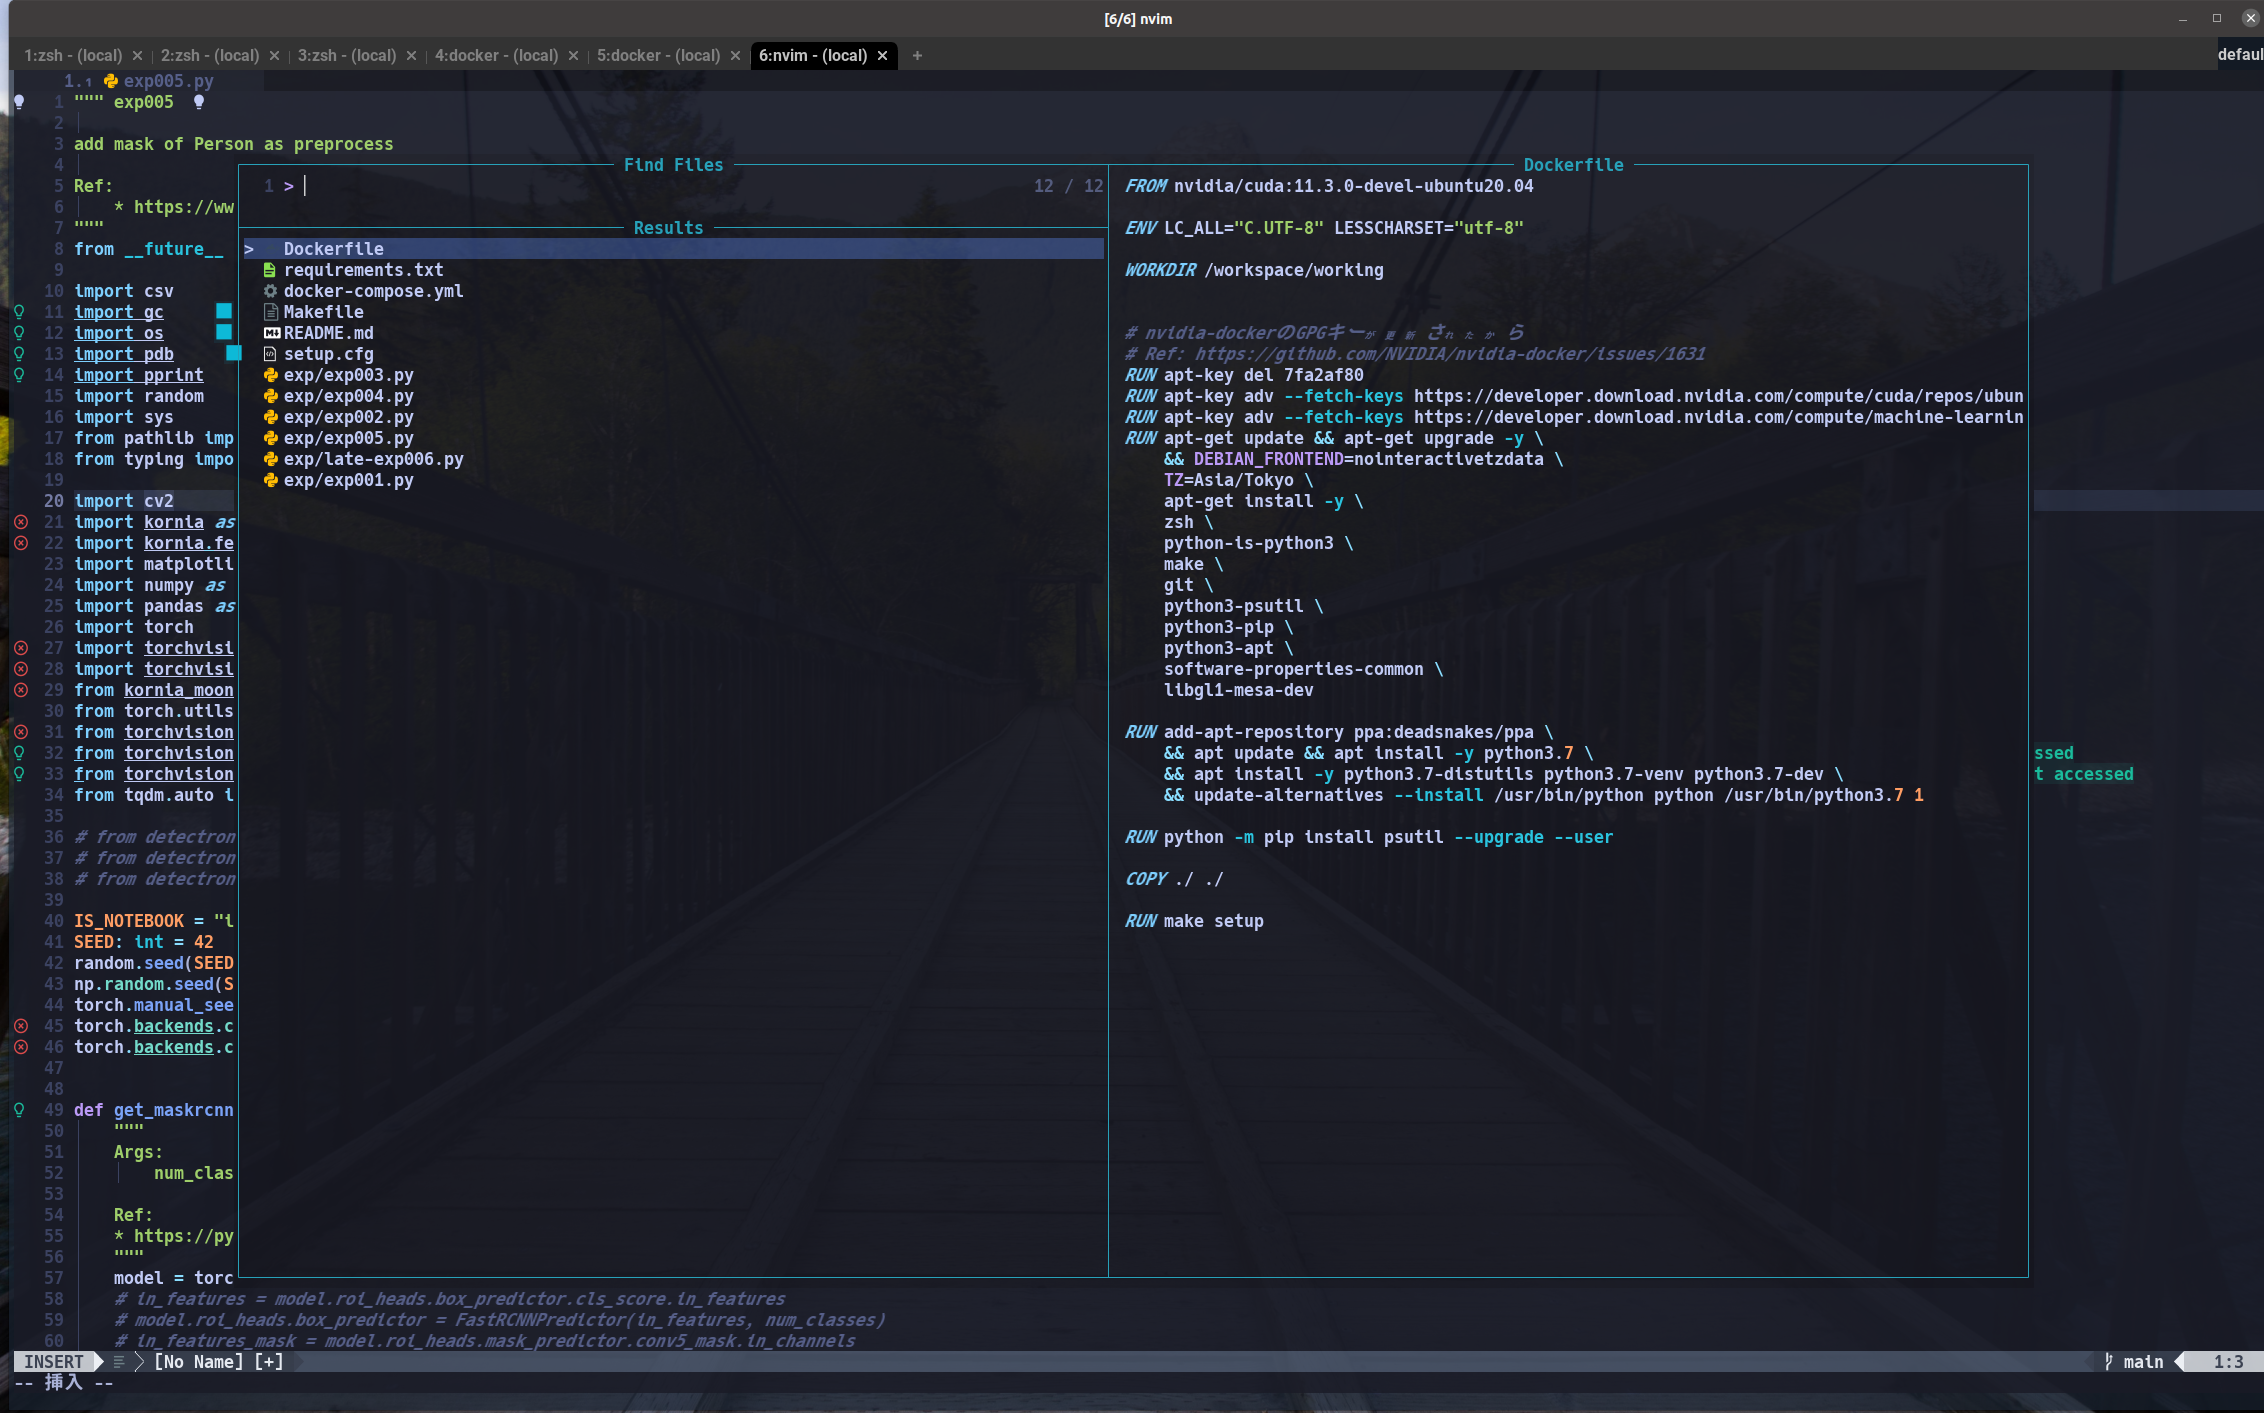 [6/6] nvim
1:zsh - (local) × 2:zsh - (local) × 3:zsh - (local) × 4:docker - (local) × 5:docker - (local) × 6:nvim - (local) × + defaul
1. exp005.py
1 """ exp005
2
3 add mask of Person as preprocess
4
5 Ref:
6 * https://ww
7 """
8 from __future__
9
10 import csv
11 import gc
12 import os
13 import pdb
14 import pprint
15 import random
16 import sys
17 from pathlib imp
18 from typing impo
19
20 import cv2
21 import kornia as
22 import kornia.fe
23 import matplotli
24 import numpy as
25 import pandas as
26 import torch
27 import torchvisi
28 import torchvisi
29 from kornia_moon
30 from torch.utils
31 from torchvision
32 from torchvision
33 from torchvision
34 from tqdm.auto i
35
36 # from detectron
37 # from detectron
38 # from detectron
39
40 IS_NOTEBOOK = "i
41 SEED: int = 42
42 random.seed(SEED
43 np.random.seed(S
44 torch.manual_see
45 torch.backends.c
46 torch.backends.c
47
48
49 def get_maskrcnn
50 """
51 Args:
52 num_clas
53
54 Ref:
55 * https://py
56 """
57 model = torc
58 # in_features = model.roi_heads.box_predictor.cls_score.in_features
59 # model.roi_heads.box_predictor = FastRCNNPredictor(in_features, num_classes)
60 # in_features_mask = model.roi_heads.mask_predictor.conv5_mask.in_channels
Find Files
1 > 12 / 12
Results
> Dockerfile
requirements.txt
docker-compose.yml
Makefile
README.md
setup.cfg
exp/exp003.py
exp/exp004.py
exp/exp002.py
exp/exp005.py
exp/late-exp006.py
exp/exp001.py
Dockerfile
FROM nvidia/cuda:11.3.0-devel-ubuntu20.04
ENV LC_ALL="C.UTF-8" LESSCHARSET="utf-8"
WORKDIR /workspace/working
# nvidia-dockerのGPGキーが更新されたから
# Ref: https://github.com/NVIDIA/nvidia-docker/issues/1631
RUN apt-key del 7fa2af80
RUN apt-key adv --fetch-keys https://developer.download.nvidia.com/compute/cuda/repos/ubun
RUN apt-key adv --fetch-keys https://developer.download.nvidia.com/compute/machine-learnin
RUN apt-get update && apt-get upgrade -y \
&& DEBIAN_FRONTEND=nointeractivetzdata \
TZ=Asia/Tokyo \
apt-get install -y \
zsh \
python-is-python3 \
make \
git \
python3-psutil \
python3-pip \
python3-apt \
software-properties-common \
libgl1-mesa-dev
RUN add-apt-repository ppa:deadsnakes/ppa \
&& apt update && apt install -y python3.7 \
&& apt install -y python3.7-distutils python3.7-venv python3.7-dev \
&& update-alternatives --install /usr/bin/python python /usr/bin/python3.7 1
RUN python -m pip install psutil --upgrade --user
COPY ./ ./
RUN make setup
ssed
t accessed
INSERT [No Name] [+] main 1:3
-- 挿入 --